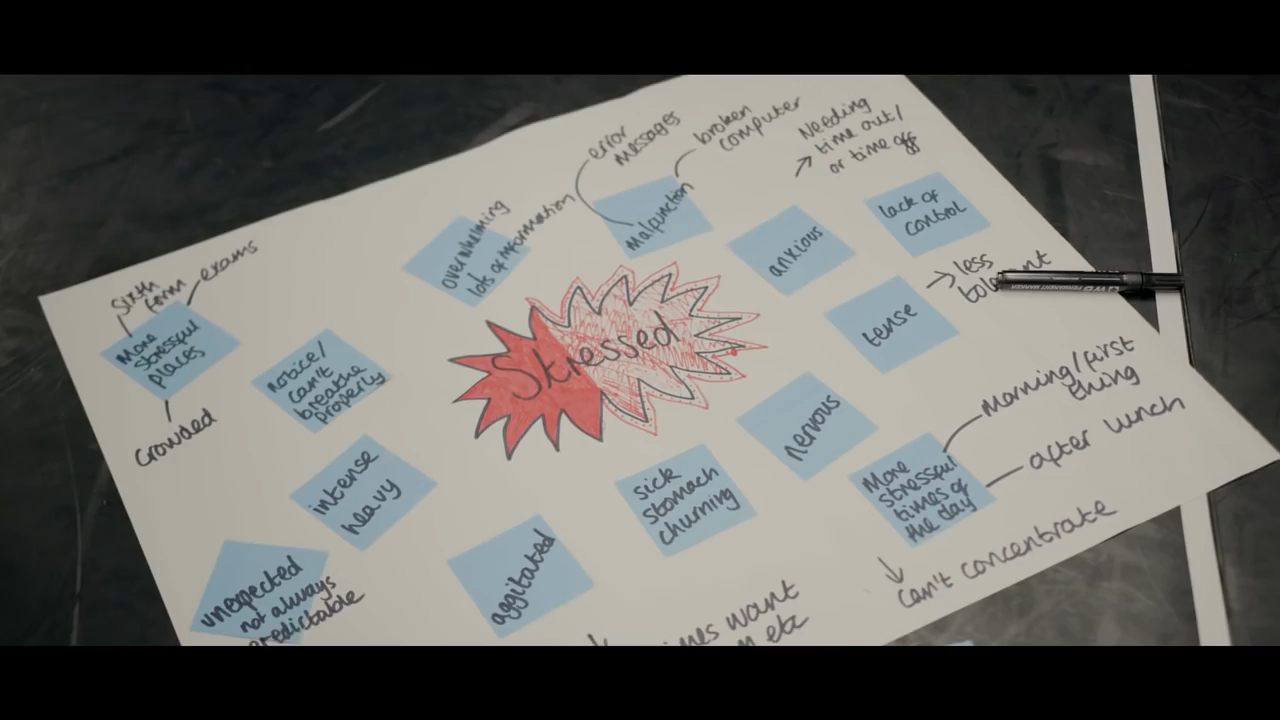 error
messages
broken
computer
Needing
time out/
or time off
Malfunction
overwhelming
lots of information
anxious
lack of
control
less
tense
sixth
form
exams
More
stressful
places
crowded
notice/
can't
breathe
properly
Stressed
nervous
Morning/first
thing
after lunch
More
stressful
times of
the day
can't concentrate
intense
heavy
sick
stomach
churning
aggitated
unexpected
not always
predictable
want
etc
PERMANENT MARKER